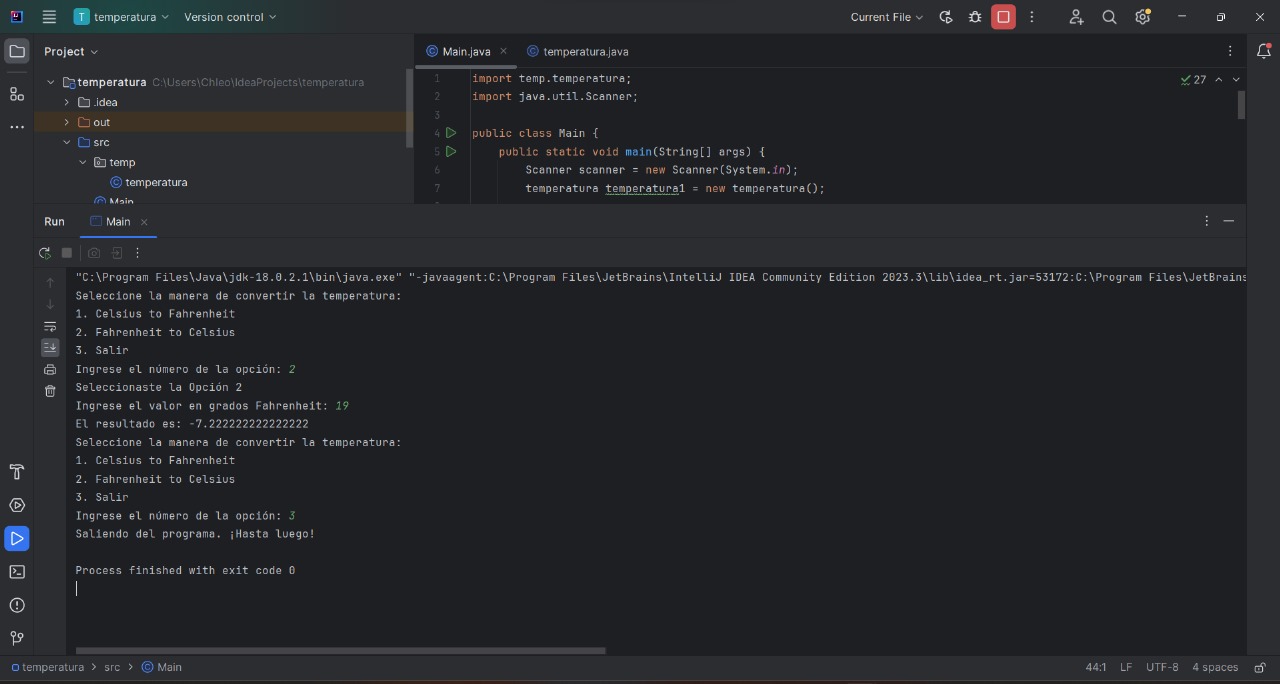 T temperatura Version control Current File
Project
Main.java temperatura.java
temperatura C:\Users\Chleo\IdeaProjects\temperatura
.idea
out
src
temp
temperatura
Main
1 import temp.temperatura;
2 import java.util.Scanner;
3
4 public class Main {
5 public static void main(String[] args) {
6 Scanner scanner = new Scanner(System.in);
7 temperatura temperatura1 = new temperatura();
27
Run Main
"C:\Program Files\Java\jdk-18.0.2.1\bin\java.exe" "-javaagent:C:\Program Files\JetBrains\IntelliJ IDEA Community Edition 2023.3\lib\idea_rt.jar=53172:C:\Program Files\JetBrains
Seleccione la manera de convertir la temperatura:
1. Celsius to Fahrenheit
2. Fahrenheit to Celsius
3. Salir
Ingrese el número de la opción: 2
Seleccionaste la Opción 2
Ingrese el valor en grados Fahrenheit: 19
El resultado es: -7.222222222222222
Seleccione la manera de convertir la temperatura:
1. Celsius to Fahrenheit
2. Fahrenheit to Celsius
3. Salir
Ingrese el número de la opción: 3
Saliendo del programa. ¡Hasta luego!
Process finished with exit code 0
temperatura > src > Main
44:1 LF UTF-8 4 spaces